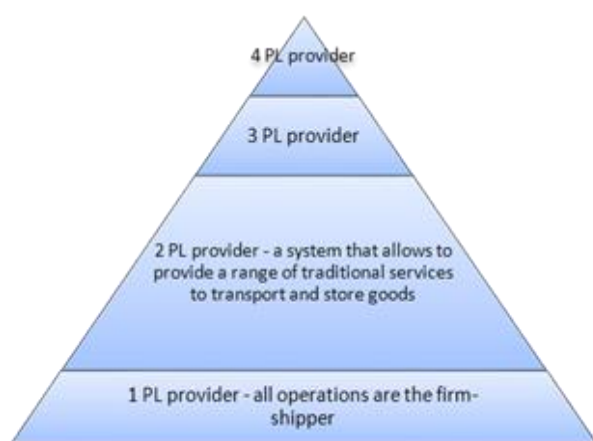 4 PL provider
3 PL provider
2 PL provider - a system that allows to
provide a range of traditional services
to transport and store goods
1 PL provider - all operations are the firm-
shipper